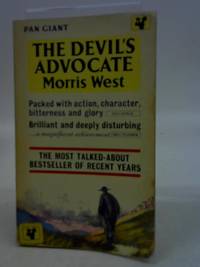 PAN GIANT
THE DEVIL'S
ADVOCATE
Morris West
Packed with action, character,
bitterness and glory
Brilliant and deeply disturbing
THE MOST TALKED-ABOUT
BESTSELLER OF RECENT YEARS